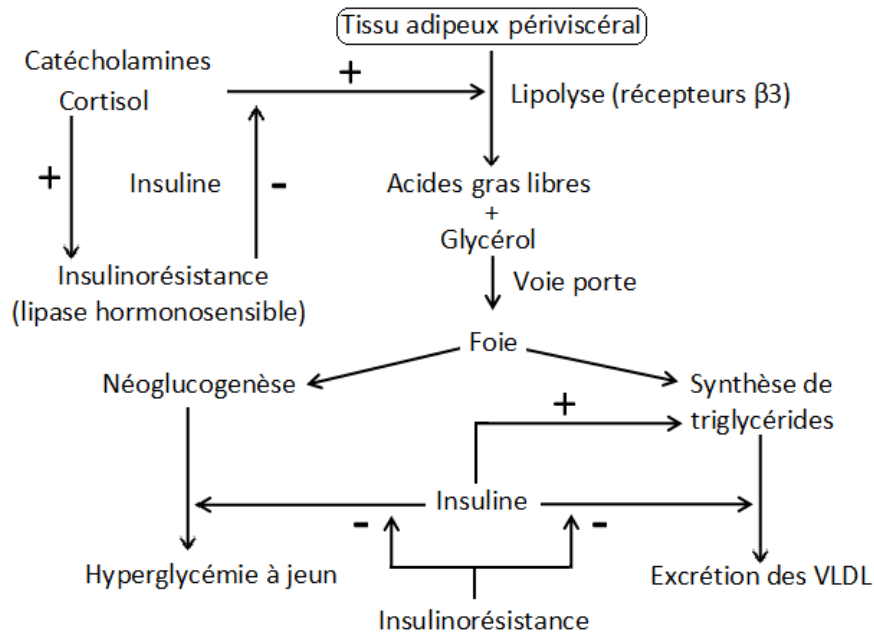 Tissu adipeux périviscéral
Catécholamines
Cortisol
+
Lipolyse (récepteurs β3)
+
Insuline
-
Acides gras libres
+
Glycérol
Insulinorésistance
(lipase hormonosensible)
Voie porte
Foie
Néoglucogenèse
Synthèse de
triglycérides
+
Insuline
-
-
Hyperglycémie à jeun
Excrétion des VLDL
Insulinorésistance